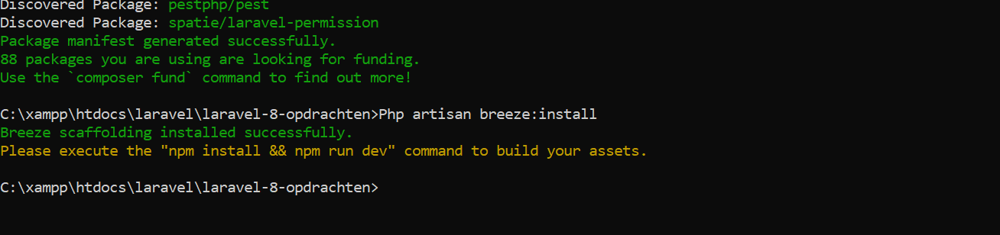 Discovered Package: pestphp/pest
Discovered Package: spatie/laravel-permission
Package manifest generated successfully.
88 packages you are using are looking for funding.
Use the `composer fund` command to find out more!
C:\xampp\htdocs\laravel\laravel-8-opdrachten>Php artisan breeze:install
Breeze scaffolding installed successfully.
Please execute the "npm install && npm run dev" command to build your assets.
C:\xampp\htdocs\laravel\laravel-8-opdrachten>